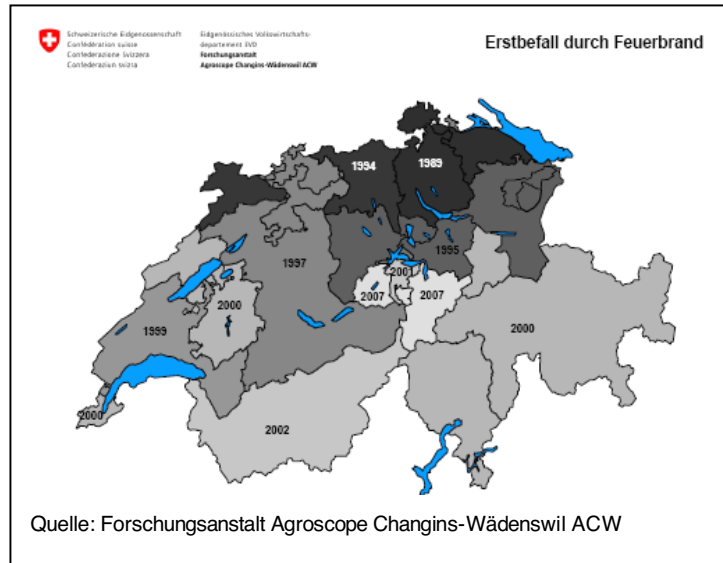 Schweizerische Eidgenossenschaft
Confédération suisse
Confederazione Svizzera
Confederaziun svizra
Eidgenössisches Volkswirtschafts-
departement EVD
Forschungsanstalt
Agroscope Changins-Wädenswil ACW
Erstbefall durch Feuerbrand
1994
1989
1995
1997
2001
2007
2007
2000
1999
2000
2000
2002
Quelle: Forschungsanstalt Agroscope Changins-Wädenswil ACW